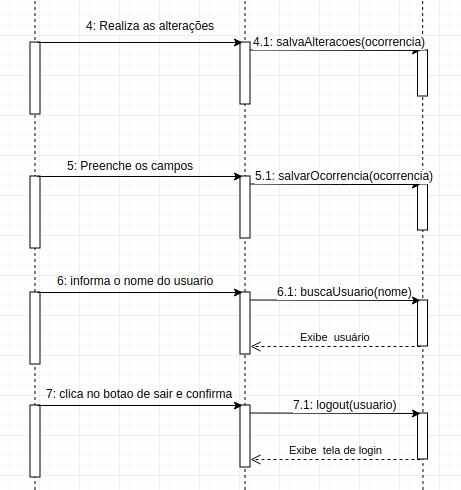 4: Realiza as alterações
4.1: salvaAlteracoes(ocorrencia)
5: Preenche os campos
5.1: salvarOcorrencia(ocorrencia)
6: informa o nome do usuario
6.1: buscaUsuario(nome)
Exibe usuário
7: clica no botao de sair e confirma
7.1: logout(usuario)
Exibe tela de login